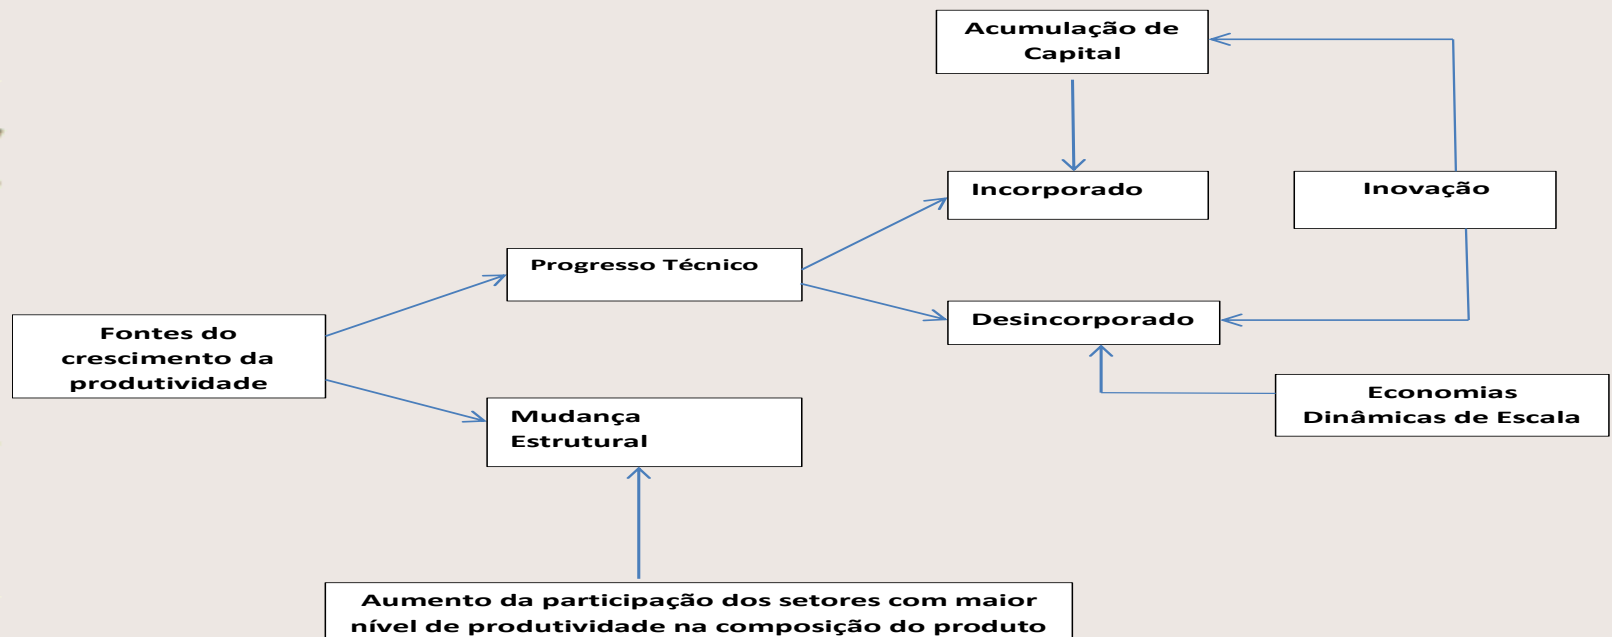 Acumulação de
Capital
Incorporado
Inovação
Progresso Técnico
Desincorporado
Fontes do
crescimento da
produtividade
Economias
Dinâmicas de Escala
Mudança
Estrutural
Aumento da participação dos setores com maior
nível de produtividade na composição do produto